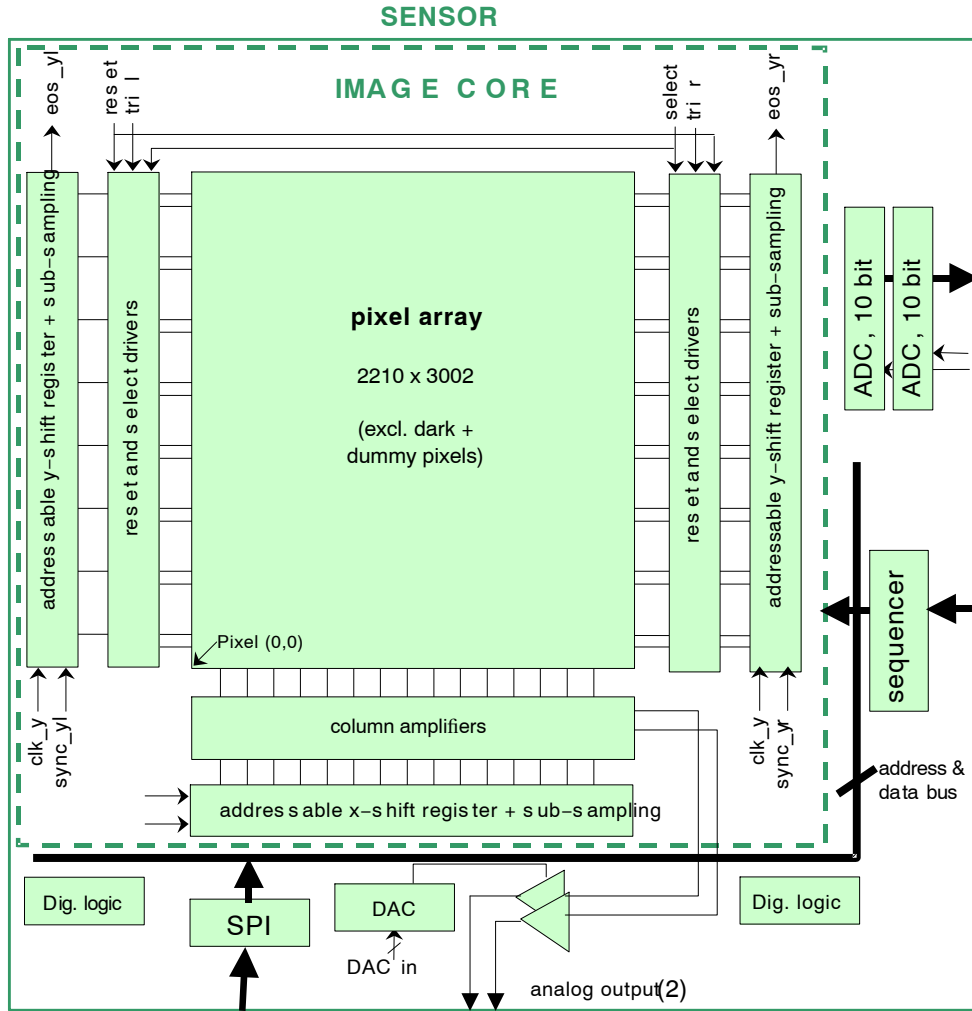 SENSOR
IMAGE CORE
eos_yl
reset
tri l
select
tri r
eos_yr
addressable y-shift register + sub-sampling
reset and select drivers
pixel array
2210 x 3002
(excl. dark +
dummy pixels)
Pixel (0,0)
reset and select drivers
addressable y-shift register + sub-sampling
ADC, 10 bit
ADC, 10 bit
sequencer
clk_y
sync_yl
column amplifiers
clk_y
sync_yr
address &
data bus
addressable x-shift register + sub-sampling
Dig. logic
SPI
DAC
DAC in
Dig. logic
analog output(2)